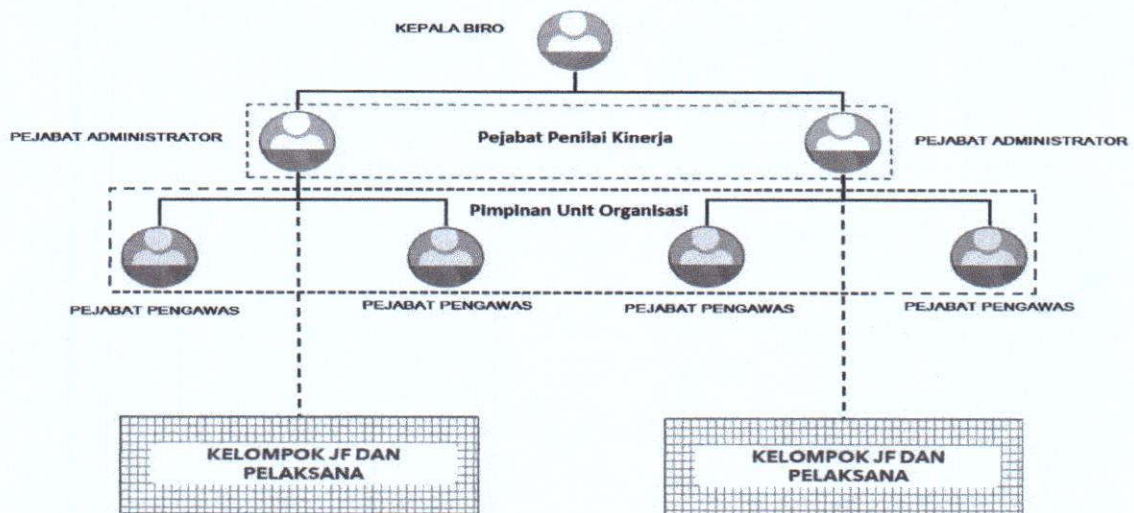 KEPALA BIRO
PEJABAT ADMINISTRATOR
Pejabat Penilai Kinerja
PEJABAT ADMINISTRATOR
Pimpinan Unit Organisasi
PEJABAT PENGAWAS
PEJABAT PENGAWAS
PEJABAT PENGAWAS
PEJABAT PENGAWAS
KELOMPOK JF DAN
PELAKSANA
KELOMPOK JF DAN
PELAKSANA